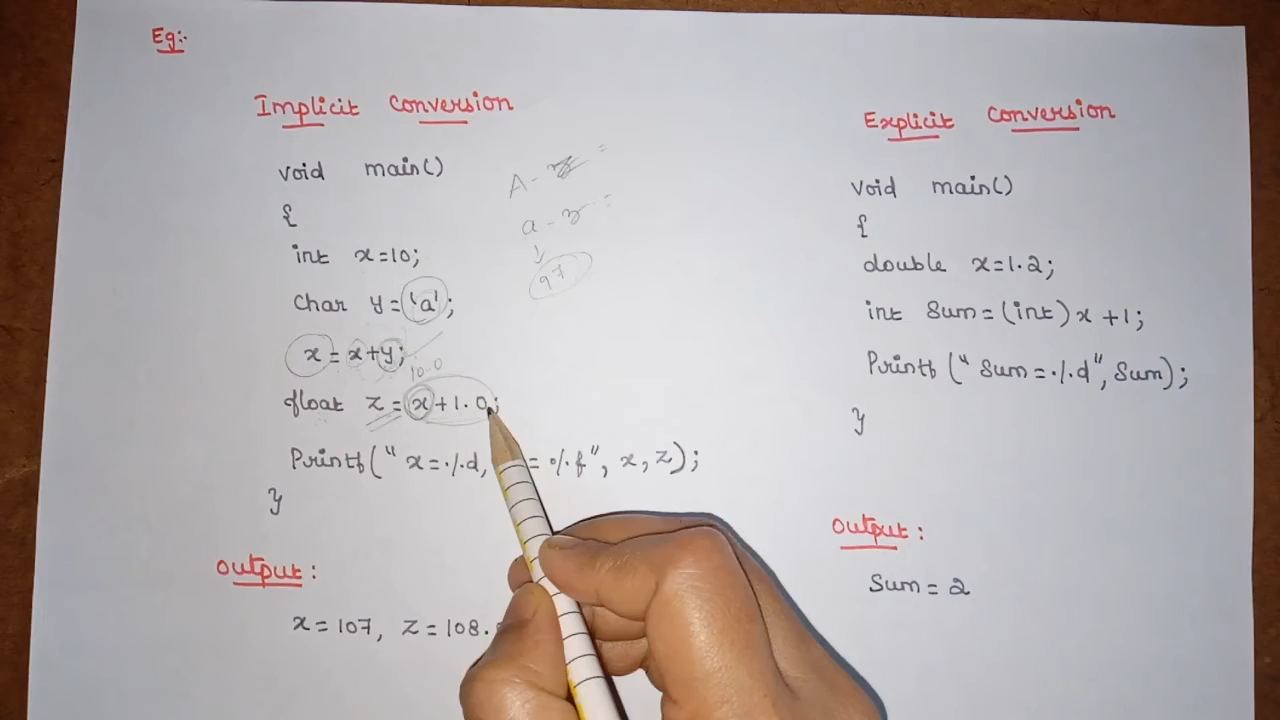 Eg:-
Implicit Conversion
void main()
{
int x=10;
Char y='a';
x=x+y;
10.0
float z=x+1.0;
Printf("x=%d, = %f", x, z);
}
Output:
x=107, z=108.
A-
a-z=
97
Explicit Conversion
void main()
{
double x=1.2;
int Sum=(int)x+1;
Printf("Sum=%d", Sum);
}
Output:
Sum=2